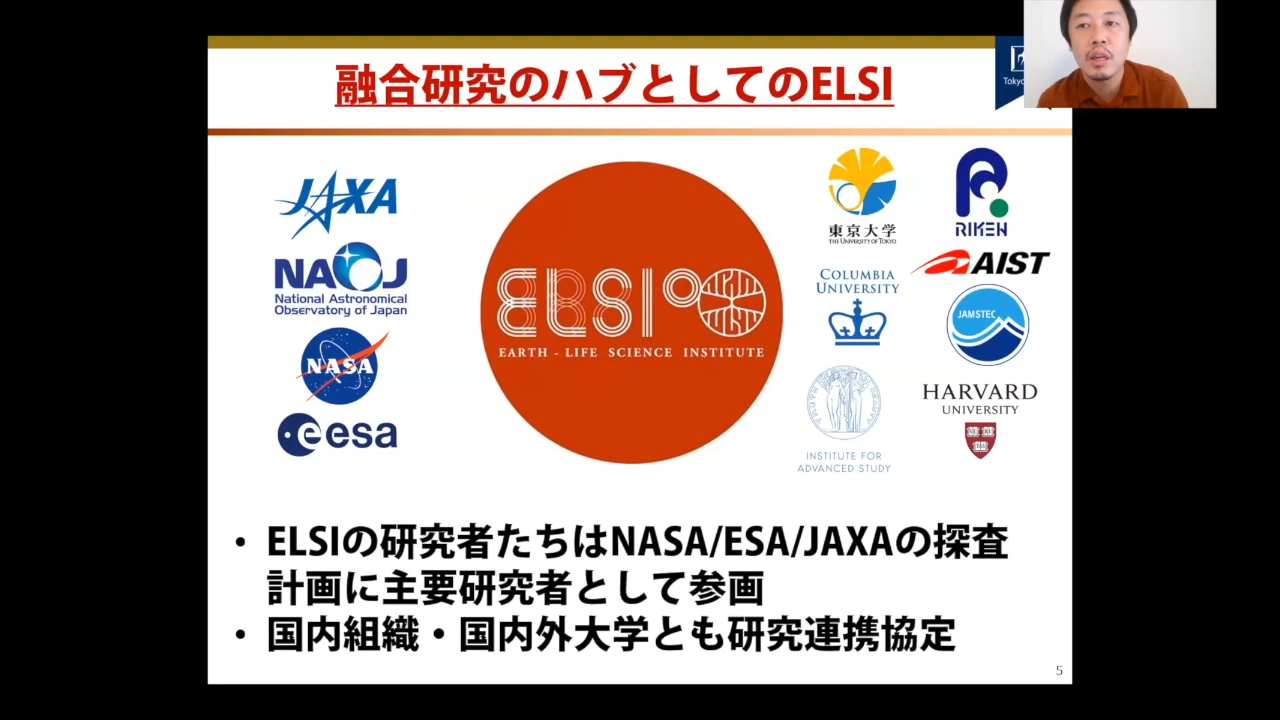 融合研究のハブとしてのELSI
Tokyo
JAXA
NAOJ
National Astronomical
Observatory of Japan
NASA
esa
ELSI
EARTH - LIFE SCIENCE INSTITUTE
東京大学
THE UNIVERSITY OF TOKYO
RIKEN
COLUMBIA
UNIVERSITY
AIST
JAMSTEC
INSTITUTE FOR
ADVANCED STUDY
HARVARD
UNIVERSITY
・ ELSIの研究者たちはNASA/ESA/JAXAの探査
計画に主要研究者として参画
・ 国内組織・国内外大学とも研究連携協定
5